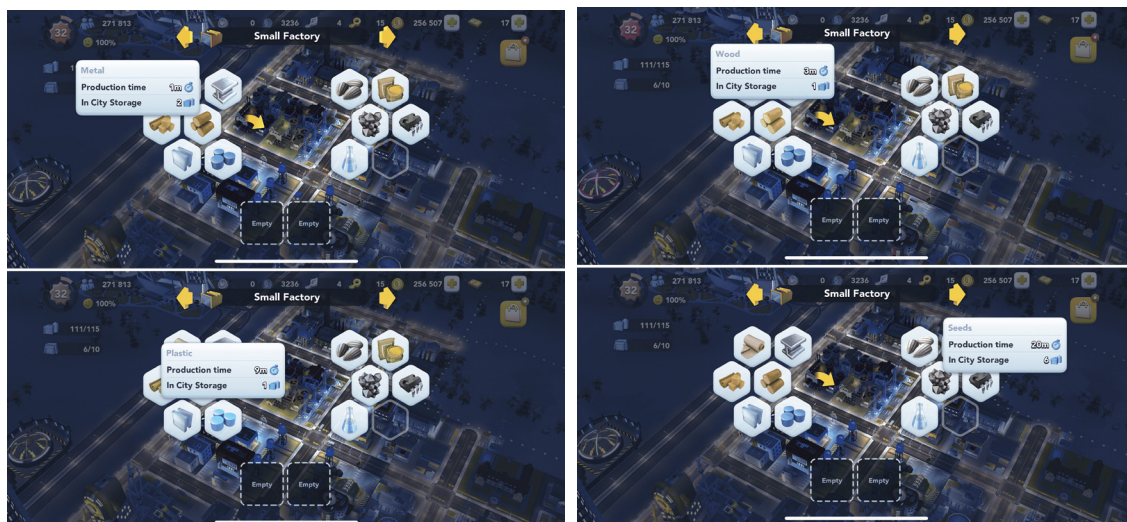 32
271 813
0
3236
4
15
256 507
17
100%
Small Factory
Metal
Production time 1m
In City Storage 2
Empty
Empty
32
271 813
0
3236
4
15
256 507
17
100%
Small Factory
111/115
6/10
Wood
Production time 3m
In City Storage 1
Empty
Empty
32
271 813
0
3236
4
15
256 507
17
100%
Small Factory
111/115
6/10
Plastic
Production time 9m
In City Storage 1
Empty
Empty
32
271 813
0
3236
4
15
256 507
17
100%
Small Factory
111/115
6/10
Seeds
Production time 20m
In City Storage 6
Empty
Empty